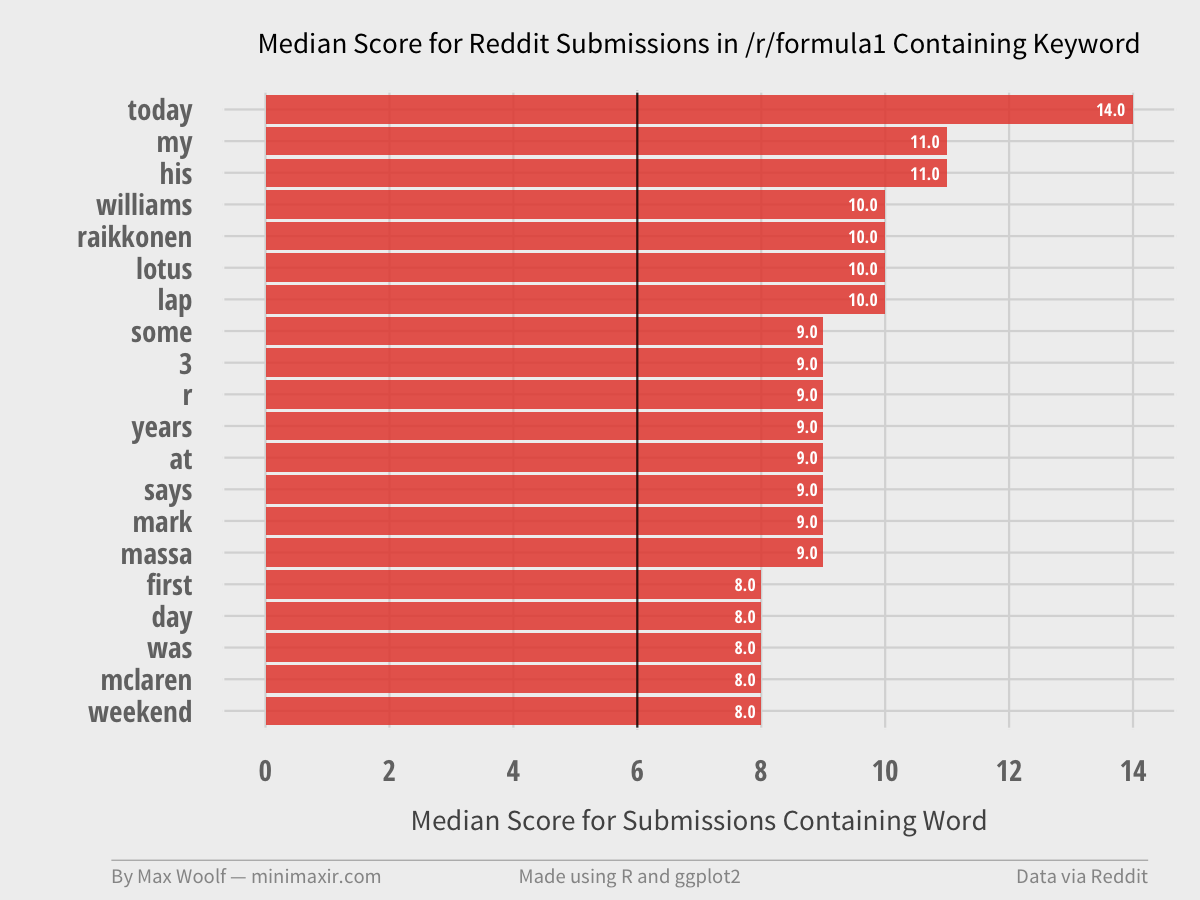 Median Score for Reddit Submissions in /r/formula1 Containing Keyword
today 14.0
my 11.0
his 11.0
williams 10.0
raikkonen 10.0
lotus 10.0
lap 10.0
some 9.0
3 9.0
r 9.0
years 9.0
at 9.0
says 9.0
mark 9.0
massa 9.0
first 8.0
day 8.0
was 8.0
mclaren 8.0
weekend 8.0
0 2 4 6 8 10 12 14
Median Score for Submissions Containing Word
By Max Woolf — minimaxir.com Made using R and ggplot2 Data via Reddit